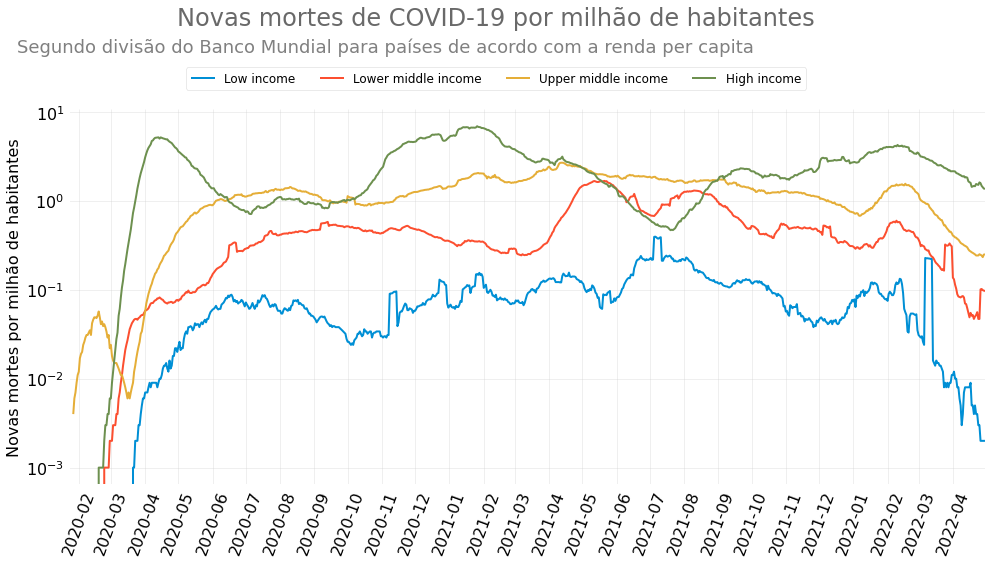 Novas mortes de COVID-19 por milhão de habitantes
Segundo divisão do Banco Mundial para países de acordo com a renda per capita
Low income Lower middle income Upper middle income High income
Novas mortes por milhão de habitantes
10¹
10⁰
10⁻¹
10⁻²
10⁻³
2020-02 2020-03 2020-04 2020-05 2020-06 2020-07 2020-08 2020-09 2020-10 2020-11 2020-12 2021-01 2021-02 2021-03 2021-04 2021-05 2021-06 2021-07 2021-08 2021-09 2021-10 2021-11 2021-12 2022-01 2022-02 2022-03 2022-04